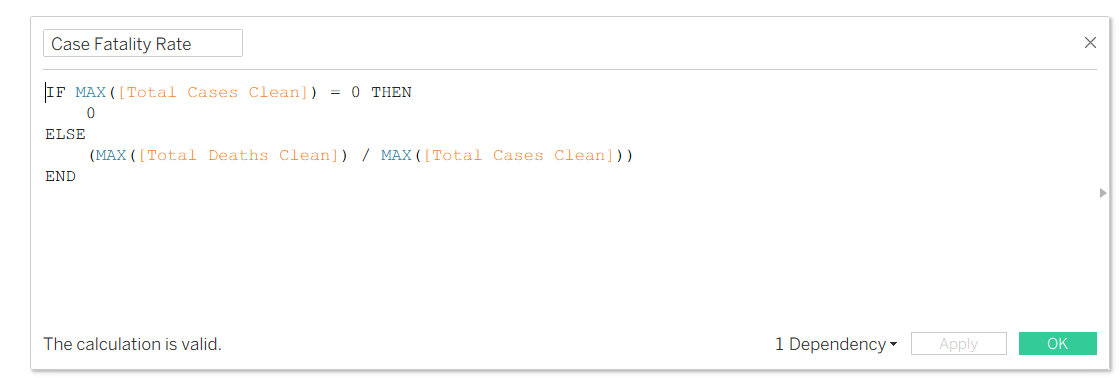 Case Fatality Rate
IF MAX([Total Cases Clean]) = 0 THEN
    0
ELSE
    (MAX([Total Deaths Clean]) / MAX([Total Cases Clean]))
END
The calculation is valid.
1 Dependency
Apply
OK